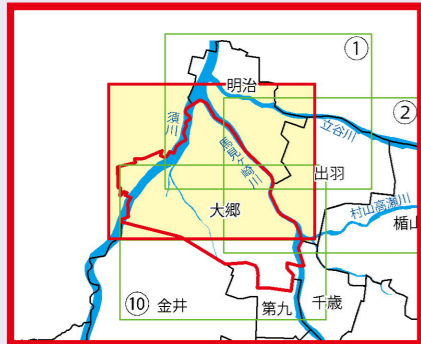 ①
明治
②
須川
立谷川
馬見ヶ崎川
出羽
村山高瀬川
大郷
楯山
⑩
金井
第九
千歳